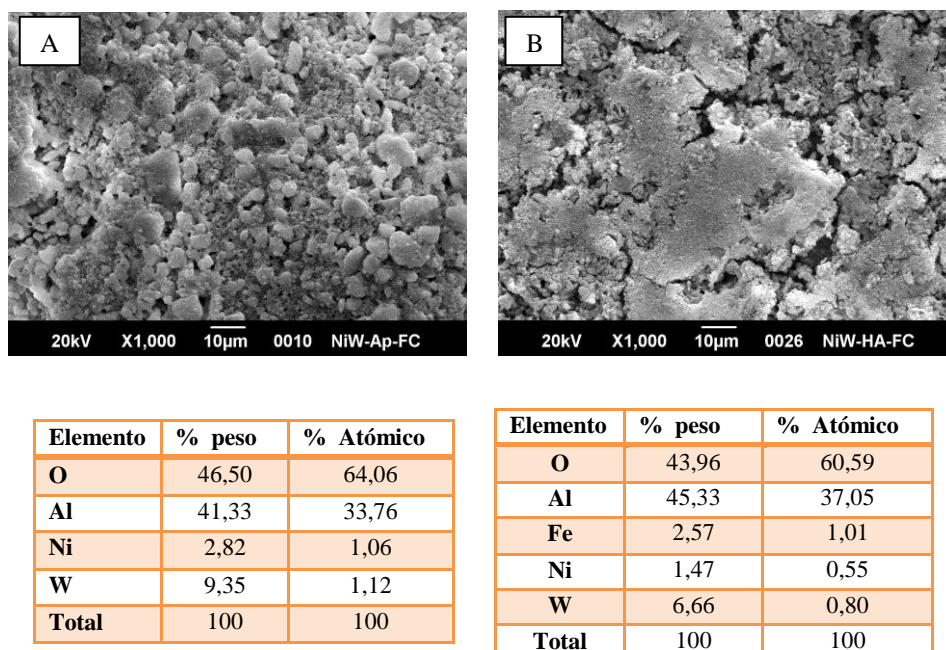 A
B
20kV X1,000 10µm 0010 NiW-Ap-FC
20kV X1,000 10µm 0026 NiW-HA-FC
Elemento % peso % Atómico
O 46,50 64,06
Al 41,33 33,76
Ni 2,82 1,06
W 9,35 1,12
Total 100 100
Elemento % peso % Atómico
O 43,96 60,59
Al 45,33 37,05
Fe 2,57 1,01
Ni 1,47 0,55
W 6,66 0,80
Total 100 100